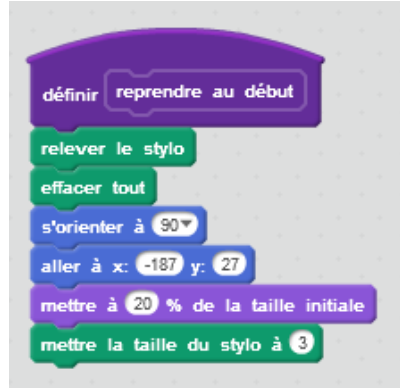 définir reprendre au début
relever le stylo
effacer tout
s'orienter à 90
aller à x: -187 y: 27
mettre à 20 % de la taille initiale
mettre la taille du stylo à 3